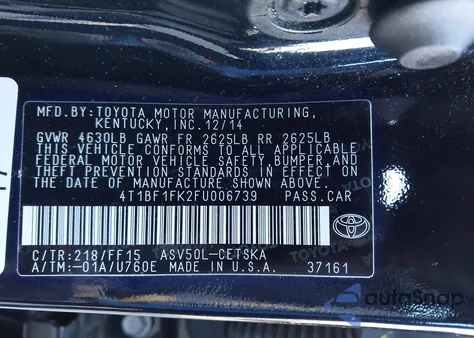 MFD.BY:TOYOTA MOTOR MANUFACTURING,
KENTUCKY, INC.12/14
GVWR 4630LB GAWR FR 2625LB RR 2625LB
THIS VEHICLE CONFORMS TO ALL APPLICABLE
FEDERAL MOTOR VEHICLE SAFETY,BUMPER,AND
THEFT PREVENTION STANDARDS IN EFFECT ON
THE DATE OF MANUFACTURE SHOWN ABOVE.
4T1BF1FK2FU006739 PASS.CAR
C/TR:218/FF15 ASV50L-CETSKA
A/TM:-01A/U760E MADE IN U.S.A. 37161
autoSnap